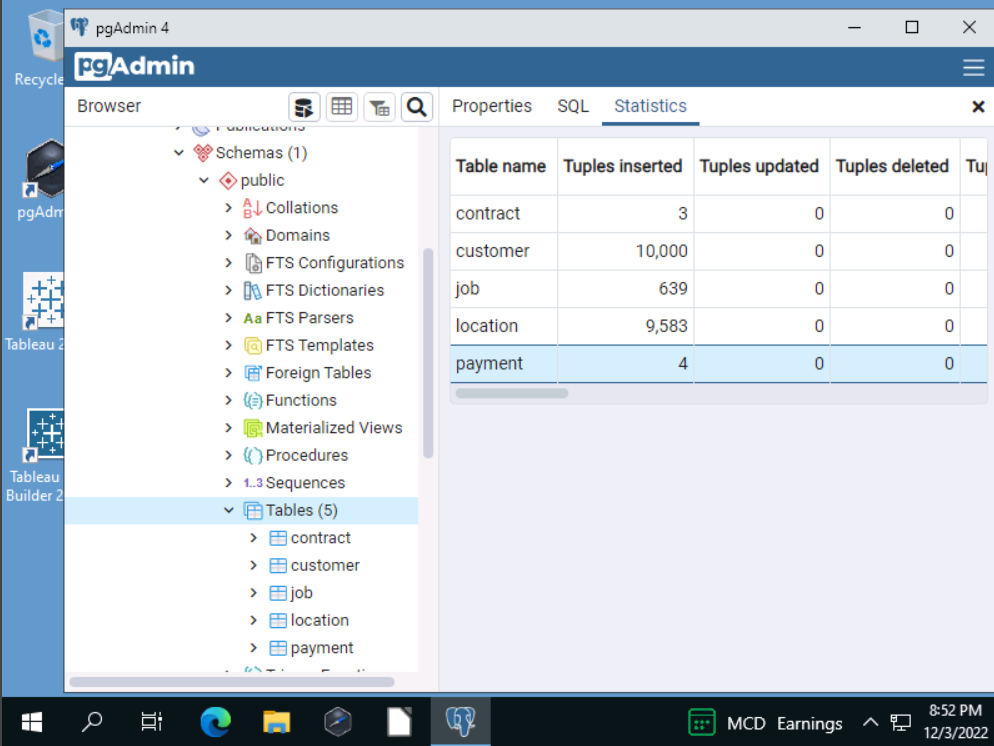 Recycle
pgAdm
Tableau 2
Tableau
Builder 2
pgAdmin 4
pgAdmin
Browser
Properties SQL Statistics
Publications
Schemas (1)
public
Collations
Domains
FTS Configurations
FTS Dictionaries
Aa FTS Parsers
FTS Templates
Foreign Tables
Functions
Materialized Views
Procedures
1..3 Sequences
Tables (5)
contract
customer
job
location
payment
Table name Tuples inserted Tuples updated Tuples deleted Tu
contract 3 0 0
customer 10,000 0 0
job 639 0 0
location 9,583 0 0
payment 4 0 0
MCD Earnings
8:52 PM
12/3/2022